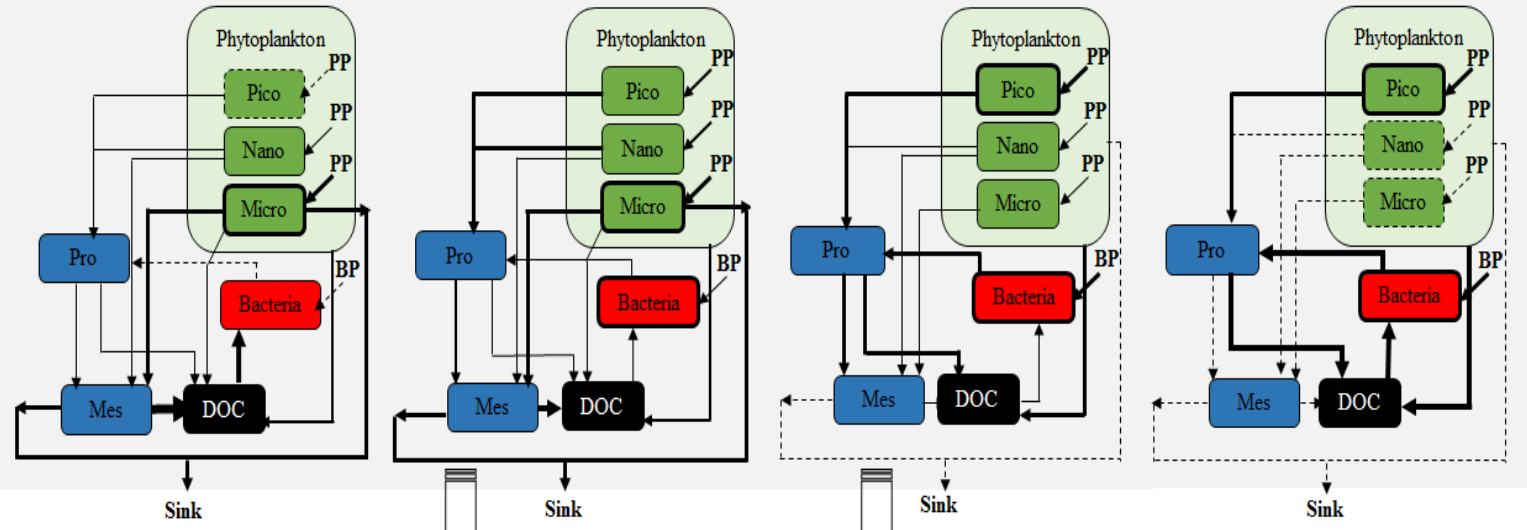 Phytoplankton
PP
Pico
PP
Nano
PP
Micro
Pro
BP
Bacteria
Mes
DOC
Sink
Phytoplankton
PP
Pico
PP
Nano
PP
Micro
Pro
BP
Bacteria
Mes
DOC
Sink
Phytoplankton
PP
Pico
PP
Nano
PP
Micro
Pro
BP
Bacteria
Mes
DOC
Sink
Phytoplankton
PP
Pico
PP
Nano
PP
Micro
Pro
BP
Bacteria
Mes
DOC
Sink